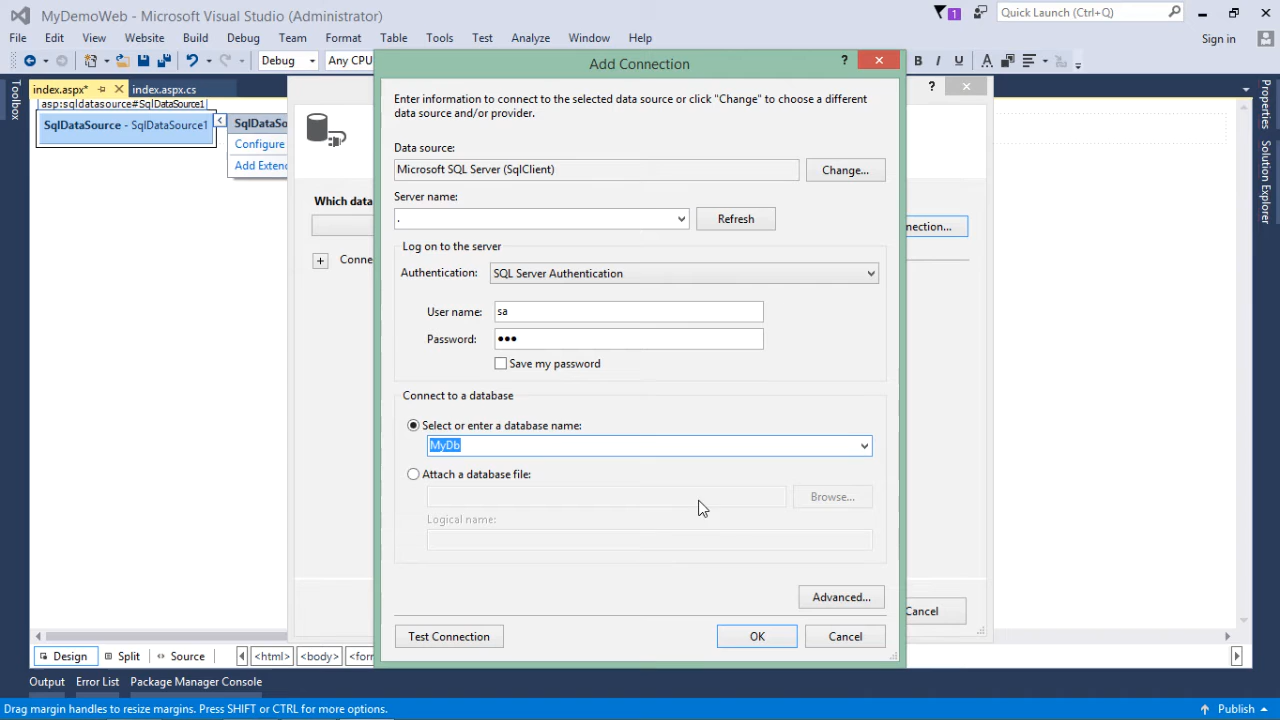 MyDemoWeb - Microsoft Visual Studio (Administrator)
1
Quick Launch (Ctrl+Q)
File Edit View Website Build Debug Team Format Table Tools Test Analyze Window Help
Sign in
Debug
Any CPU
B I U A
index.aspx*
index.aspx.cs
Toolbox
asp:sqldatasource#SqlDataSource1
SqlDataSource - SqlDataSource1
SqlDataSo
Configure
Add Exten
Which data
Conne
nection...
Cancel
?
Properties
Solution Explorer
Add Connection
?
Enter information to connect to the selected data source or click "Change" to choose a different
data source and/or provider.
Data source:
Microsoft SQL Server (SqlClient)
Change...
Server name:
.
Refresh
Log on to the server
Authentication:
SQL Server Authentication
User name:
sa
Password:
●●●
Save my password
Connect to a database
Select or enter a database name:
MyDb
Attach a database file:
Browse...
Logical name:
Advanced...
Test Connection
OK
Cancel
Design
Split
Source
<html>
<body>
<for
Output
Error List
Package Manager Console
Drag margin handles to resize margins. Press SHIFT or CTRL for more options.
Publish